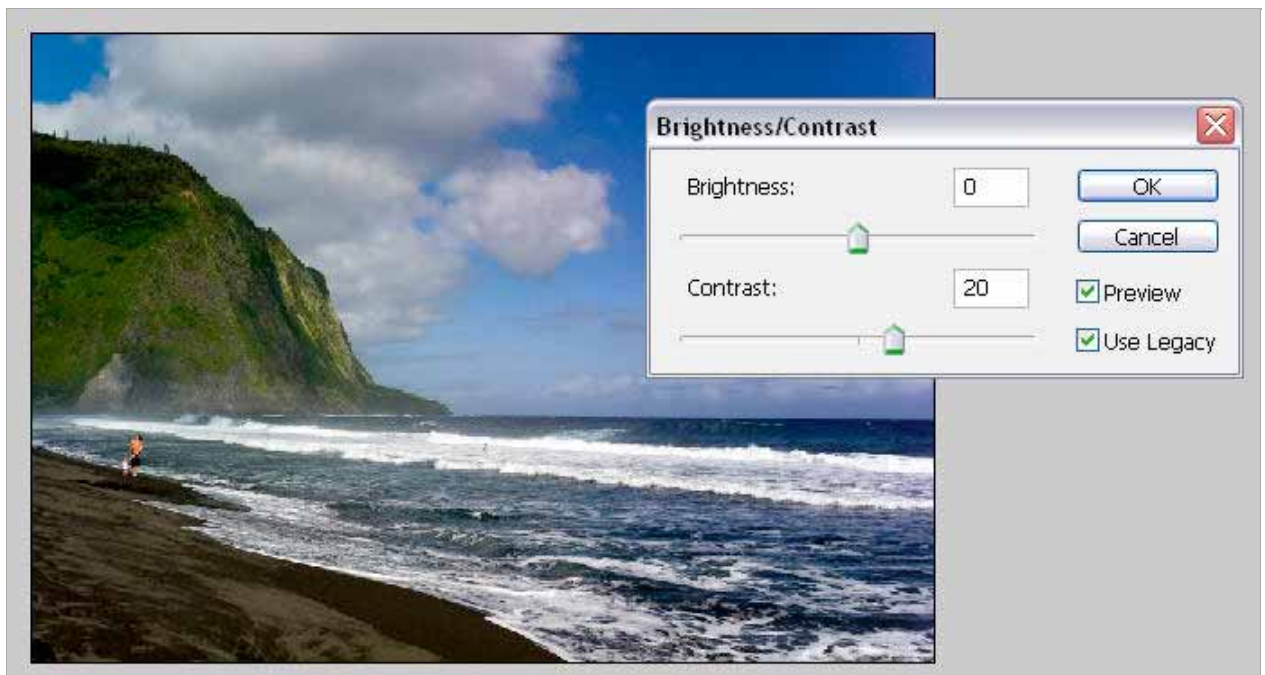 Brightness/Contrast
Brightness: 0
OK
Cancel
Contrast: 20
Preview
Use Legacy